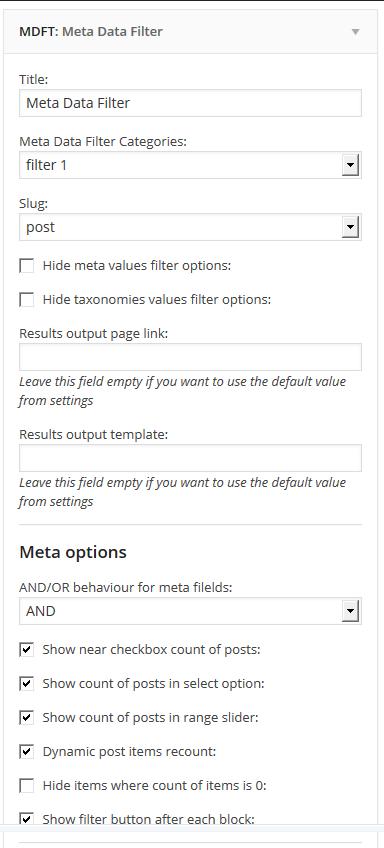 MDFT: Meta Data Filter
Title:
Meta Data Filter
Meta Data Filter Categories:
filter 1
Slug:
post
Hide meta values filter options:
Hide taxonomies values filter options:
Results output page link:
Leave this field empty if you want to use the default value
from settings
Results output template:
Leave this field empty if you want to use the default value
from settings
Meta options
AND/OR behaviour for meta filelds:
AND
Show near checkbox count of posts:
Show count of posts in select option:
Show count of posts in range slider:
Dynamic post items recount:
Hide items where count of items is 0:
Show filter button after each block: